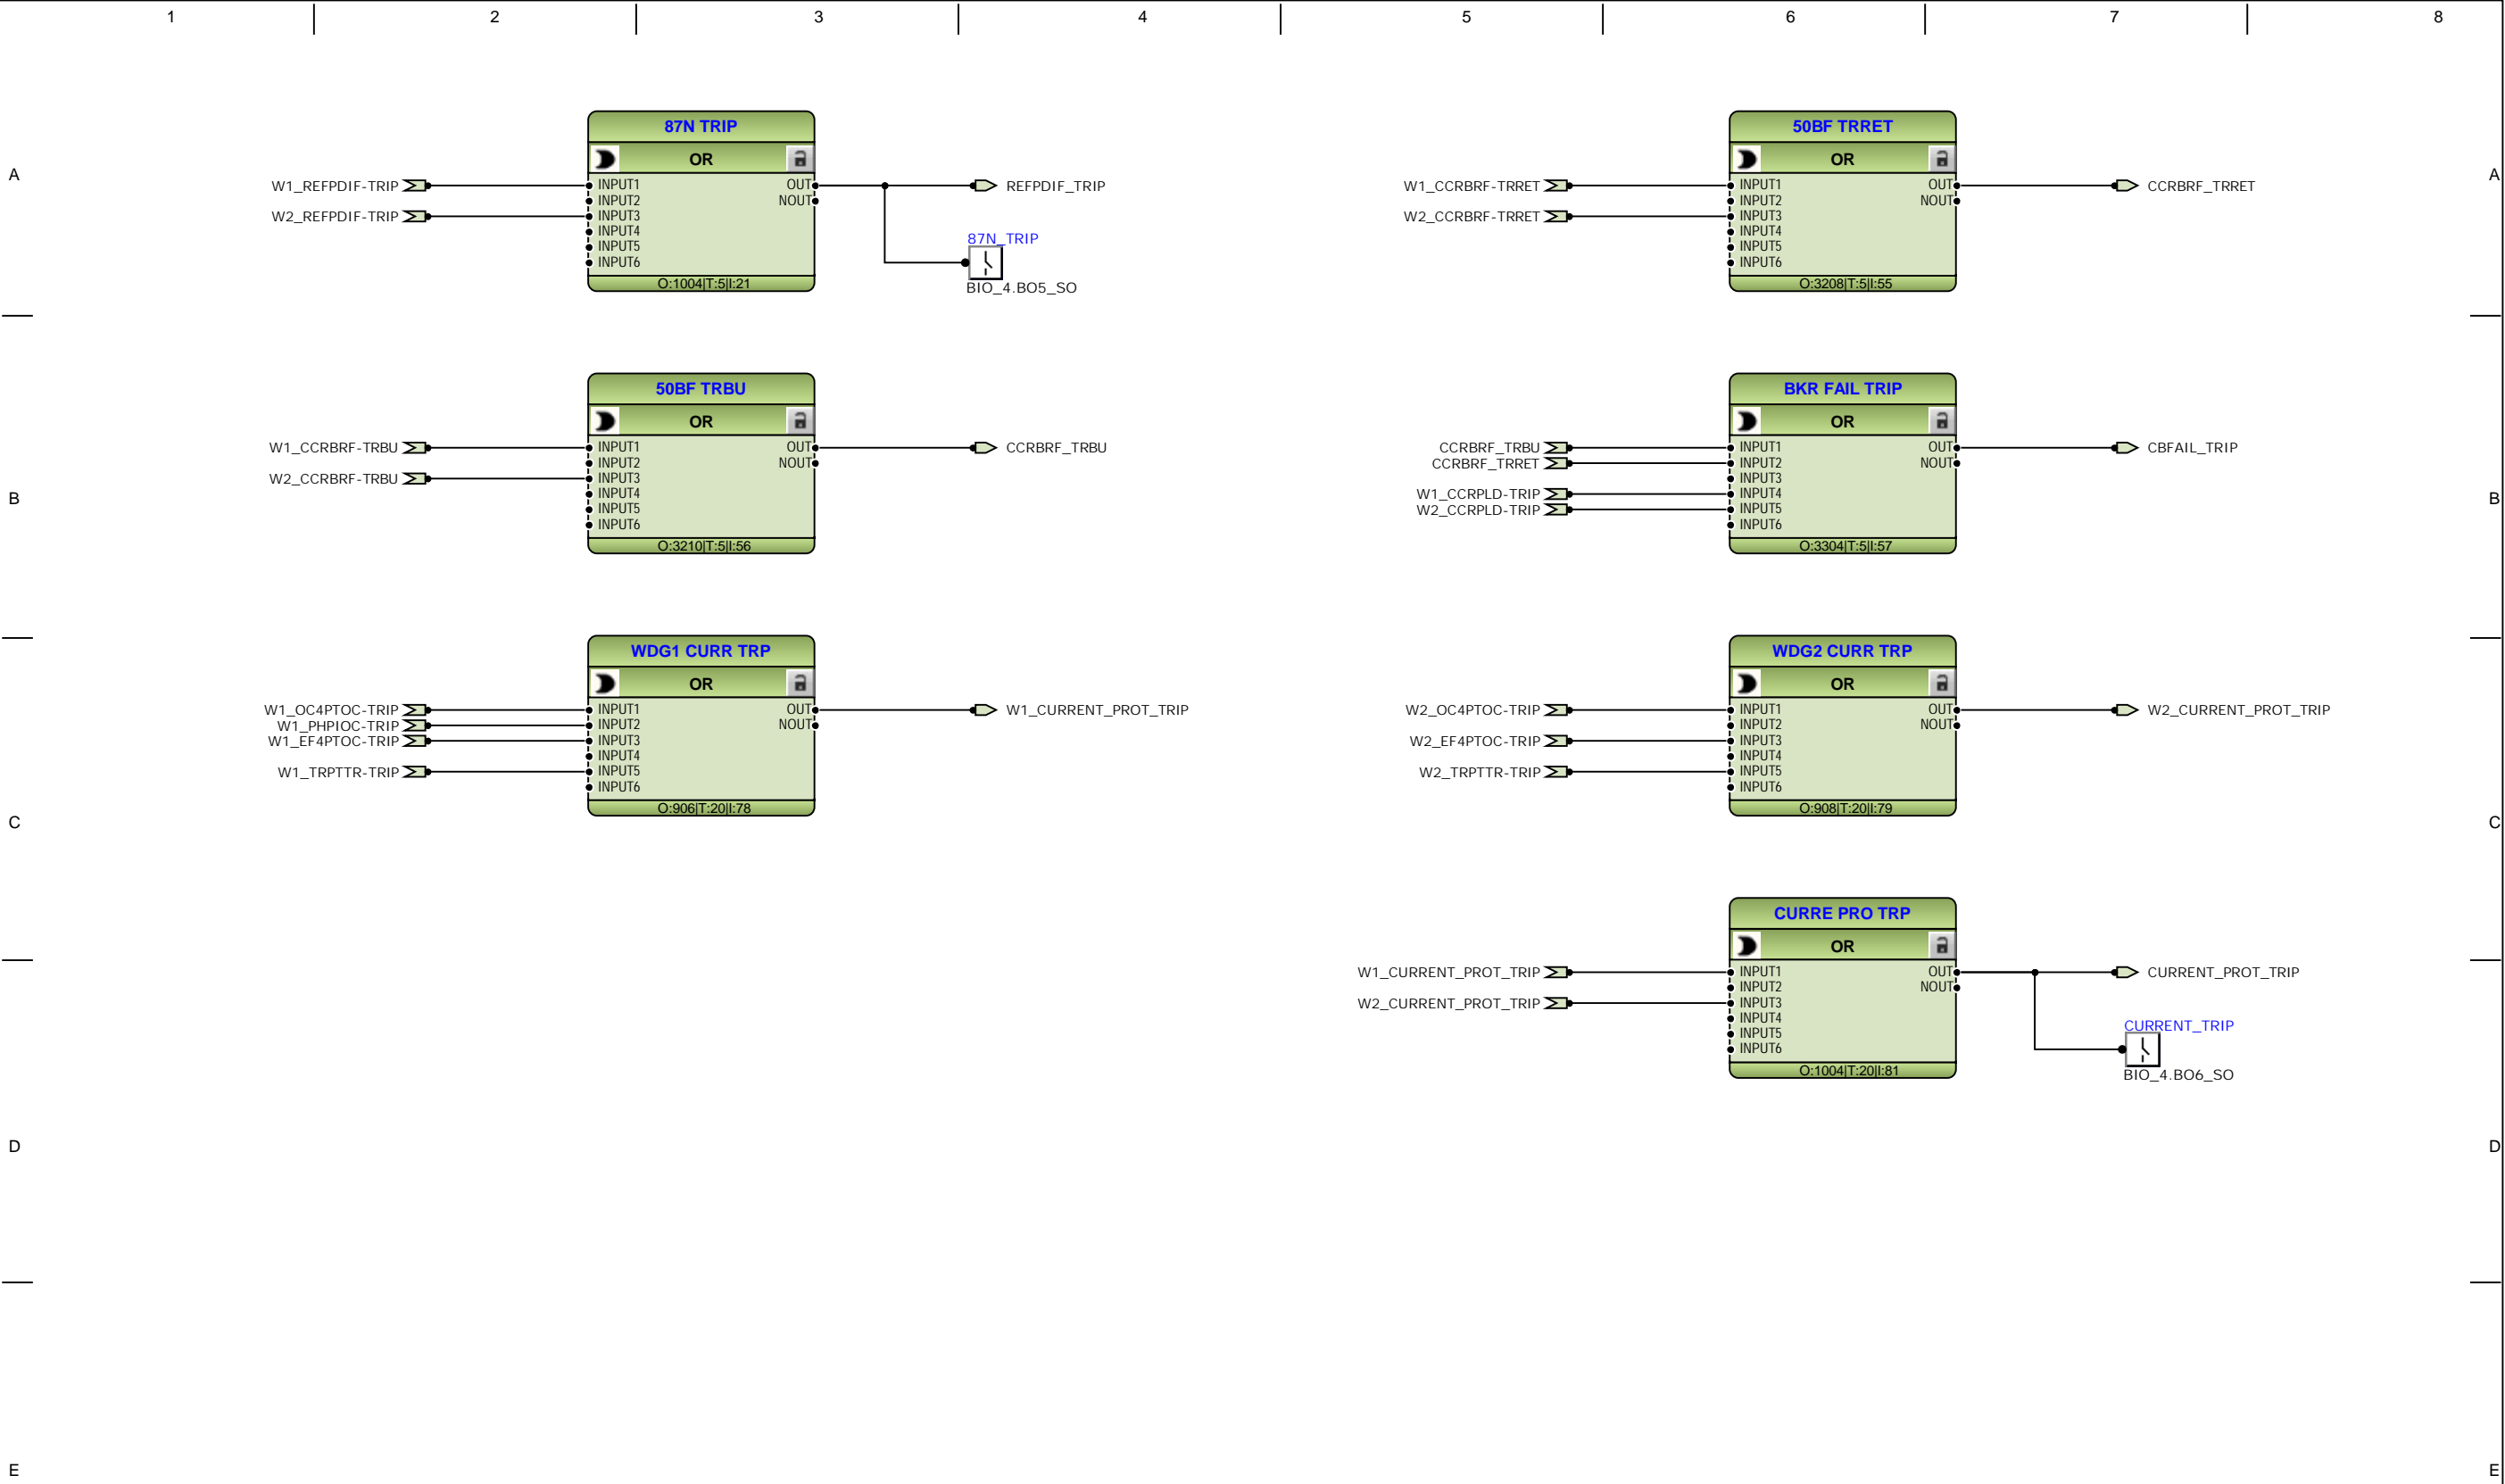 1 2 3 4 5 6 7 8
A A
87N TRIP
OR
W1_REFPDIF-TRIP
W2_REFPDIF-TRIP
INPUT1
INPUT2
INPUT3
INPUT4
INPUT5
INPUT6
OUT
NOUT
O:1004|T:5|I:21
REFPDIF_TRIP
87N_TRIP
BIO_4.BO5_SO
50BF TRRET
OR
W1_CCRBRF-TRRET
W2_CCRBRF-TRRET
INPUT1
INPUT2
INPUT3
INPUT4
INPUT5
INPUT6
OUT
NOUT
O:3208|T:5|I:55
CCRBRF_TRRET
B B
50BF TRBU
OR
W1_CCRBRF-TRBU
W2_CCRBRF-TRBU
INPUT1
INPUT2
INPUT3
INPUT4
INPUT5
INPUT6
OUT
NOUT
O:3210|T:5|I:56
CCRBRF_TRBU
BKR FAIL TRIP
OR
CCRBRF_TRBU
CCRBRF_TRRET
W1_CCRPLD-TRIP
W2_CCRPLD-TRIP
INPUT1
INPUT2
INPUT3
INPUT4
INPUT5
INPUT6
OUT
NOUT
O:3304|T:5|I:57
CBFAIL_TRIP
C C
WDG1 CURR TRP
OR
W1_OC4PTOC-TRIP
W1_PHPIOC-TRIP
W1_EF4PTOC-TRIP
W1_TRPTTR-TRIP
INPUT1
INPUT2
INPUT3
INPUT4
INPUT5
INPUT6
OUT
NOUT
O:906|T:20|I:78
W1_CURRENT_PROT_TRIP
WDG2 CURR TRP
OR
W2_OC4PTOC-TRIP
W2_EF4PTOC-TRIP
W2_TRPTTR-TRIP
INPUT1
INPUT2
INPUT3
INPUT4
INPUT5
INPUT6
OUT
NOUT
O:908|T:20|I:79
W2_CURRENT_PROT_TRIP
CURRE PRO TRP
OR
W1_CURRENT_PROT_TRIP
W2_CURRENT_PROT_TRIP
INPUT1
INPUT2
INPUT3
INPUT4
INPUT5
INPUT6
OUT
NOUT
O:1004|T:20|I:81
CURRENT_PROT_TRIP
CURRENT_TRIP
BIO_4.BO6_SO
D D
E E